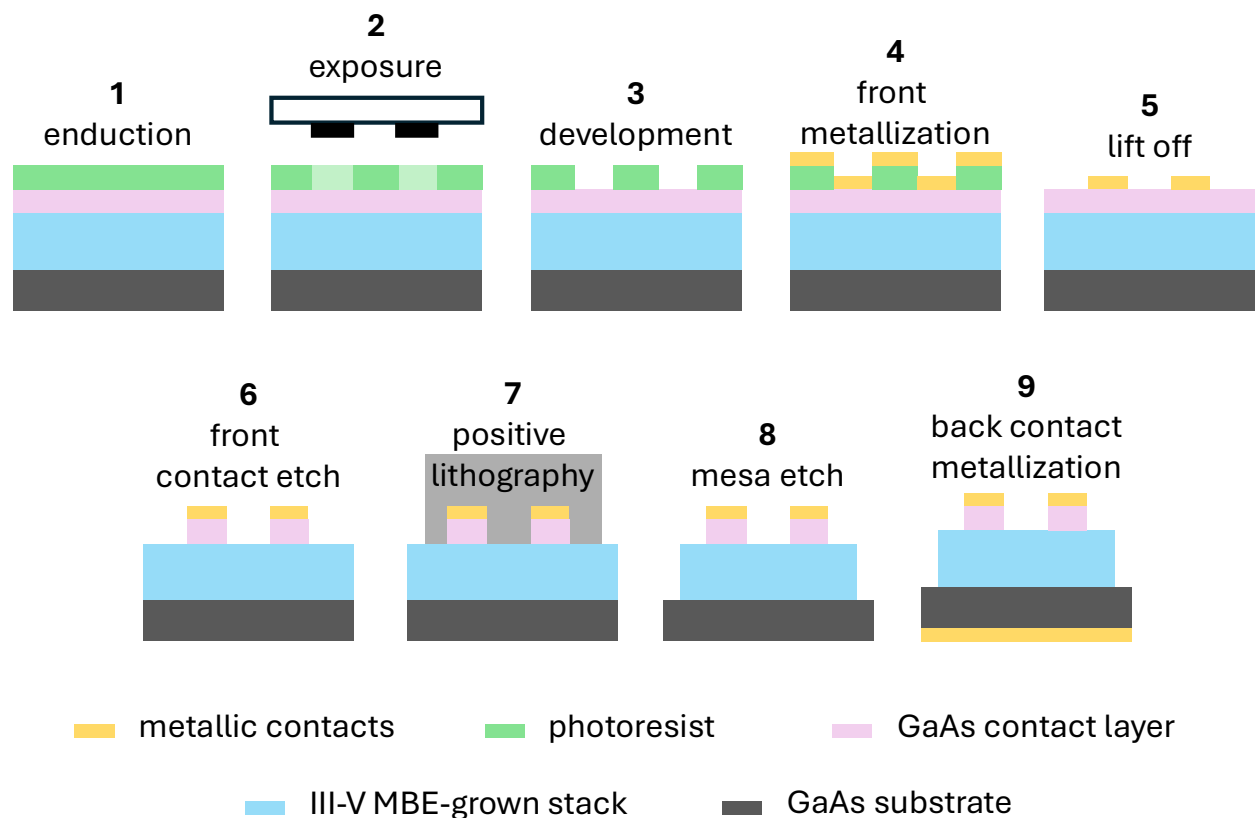 1
enduction
2
exposure
3
development
4
front
metallization
5
lift off
6
front
contact etch
7
positive
lithography
8
mesa etch
9
back contact
metallization
metallic contacts
photoresist
GaAs contact layer
III-V MBE-grown stack
GaAs substrate